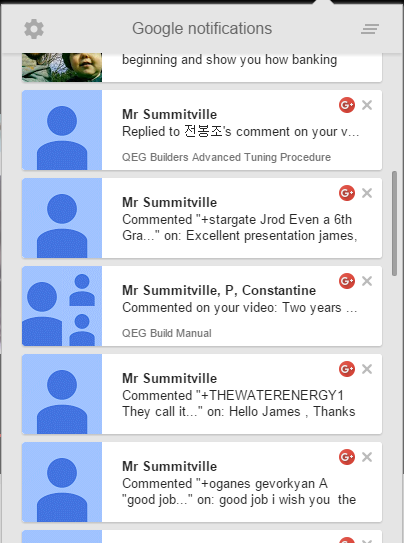 Google notifications
beginning and show you how banking
Mr Summitville
Replied to 전봉조's comment on your v...
QEG Builders Advanced Tuning Procedure
Mr Summitville
Commented "+stargate Jrod Even a 6th
Gra..." on: Excellent presentation james,
Mr Summitville, P, Constantine
Commented on your video: Two years ...
QEG Build Manual
Mr Summitville
Commented "+THEWATERENERGY1
They call it..." on: Hello James , Thanks
Mr Summitville
Commented "+oganes gevorkyan A
"good job..." on: good job i wish you the